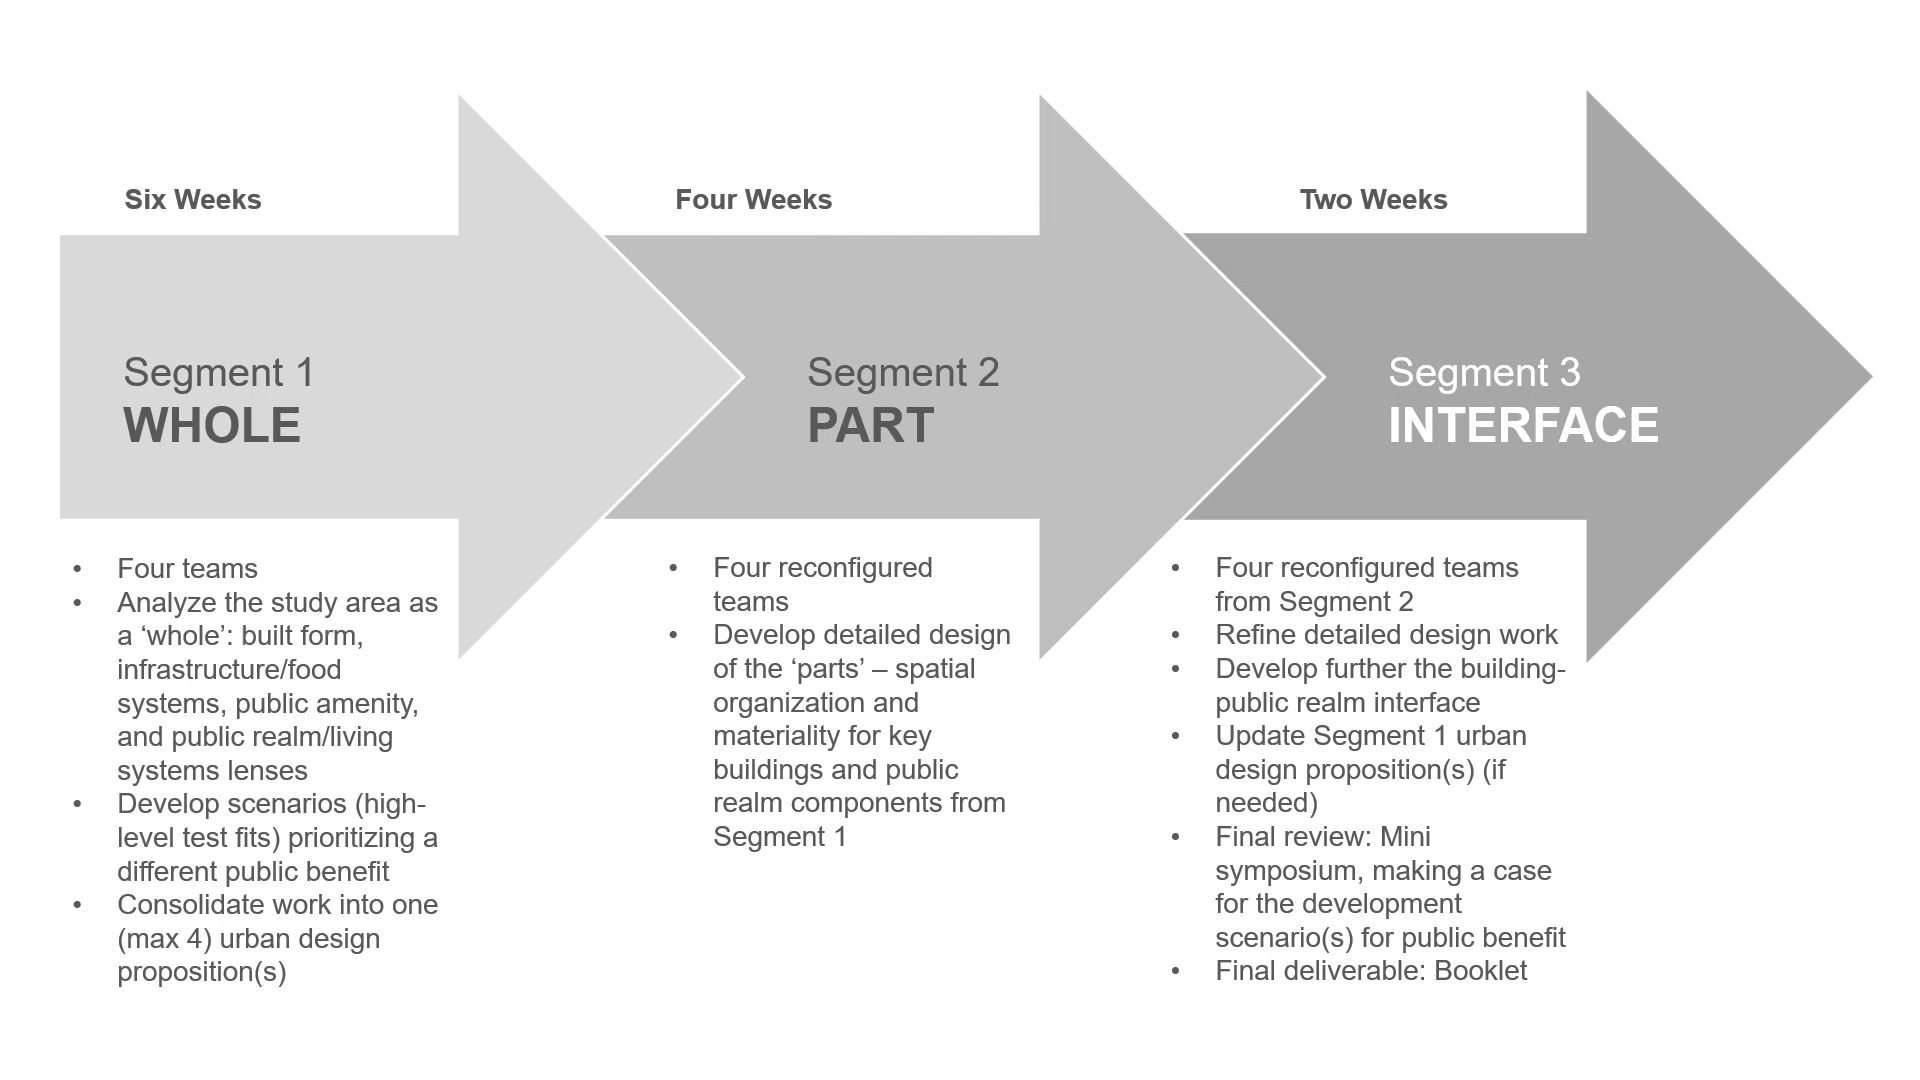 Six Weeks
Segment 1
WHOLE
• Four teams
• Analyze the study area as
a ‘whole’: built form,
infrastructure/food
systems, public amenity,
and public realm/living
systems lenses
• Develop scenarios (high-
level test fits) prioritizing a
different public benefit
• Consolidate work into one
(max 4) urban design
proposition(s)
Four Weeks
Segment 2
PART
• Four reconfigured
teams
• Develop detailed design
of the ‘parts’ – spatial
organization and
materiality for key
buildings and public
realm components from
Segment 1
Two Weeks
Segment 3
INTERFACE
• Four reconfigured teams
from Segment 2
• Refine detailed design work
• Develop further the building-
public realm interface
• Update Segment 1 urban
design proposition(s) (if
needed)
• Final review: Mini
symposium, making a case
for the development
scenario(s) for public benefit
• Final deliverable: Booklet